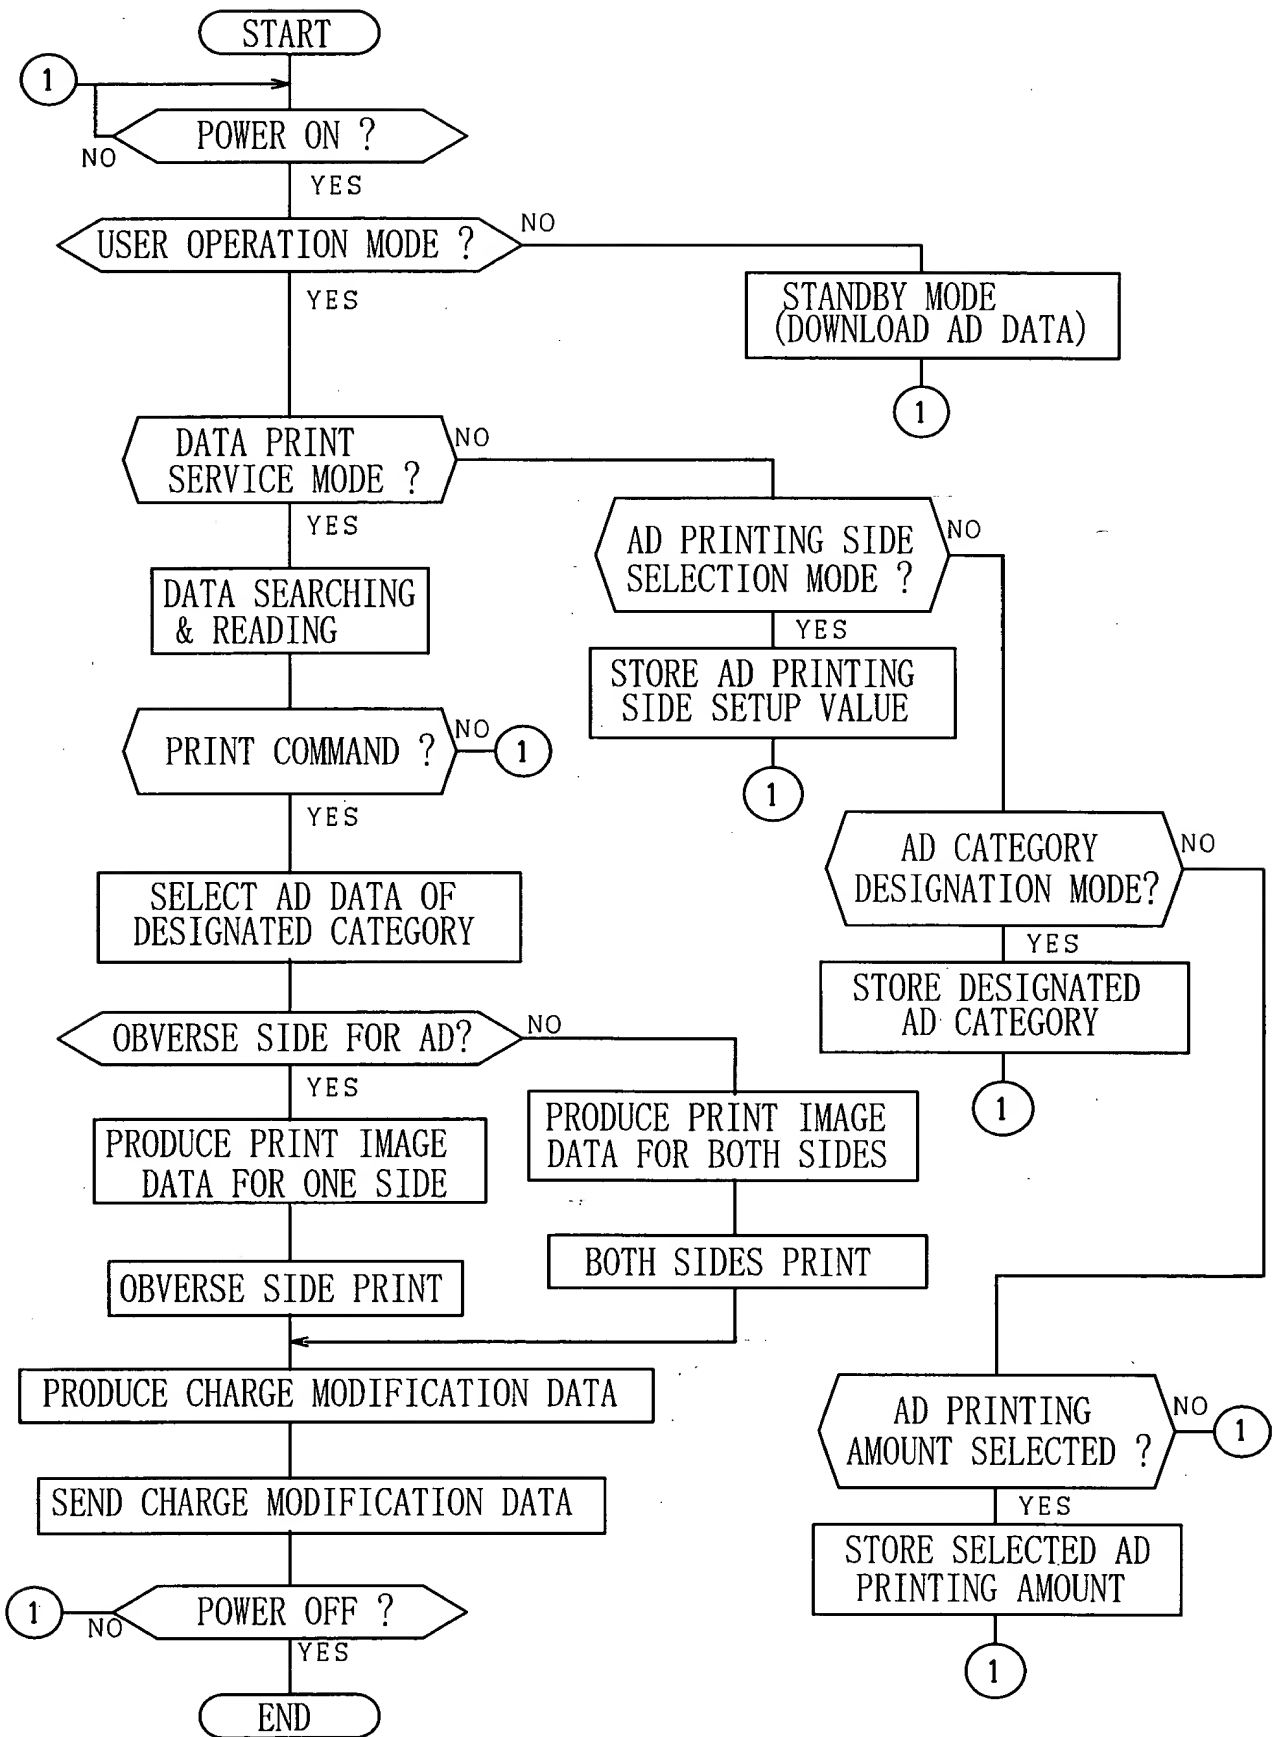 START
1
POWER ON ?
NO
YES
USER OPERATION MODE ?
NO
YES
STANDBY MODE
(DOWNLOAD AD DATA)
1
DATA PRINT
SERVICE MODE ?
NO
YES
AD PRINTING SIDE
SELECTION MODE ?
NO
YES
DATA SEARCHING
& READING
STORE AD PRINTING
SIDE SETUP VALUE
1
PRINT COMMAND ?
NO
1
YES
AD CATEGORY
DESIGNATION MODE?
NO
YES
SELECT AD DATA OF
DESIGNATED CATEGORY
STORE DESIGNATED
AD CATEGORY
1
OBVERSE SIDE FOR AD?
NO
YES
PRODUCE PRINT IMAGE
DATA FOR ONE SIDE
PRODUCE PRINT IMAGE
DATA FOR BOTH SIDES
OBVERSE SIDE PRINT
BOTH SIDES PRINT
PRODUCE CHARGE MODIFICATION DATA
AD PRINTING
AMOUNT SELECTED ?
NO
1
YES
SEND CHARGE MODIFICATION DATA
STORE SELECTED AD
PRINTING AMOUNT
1
POWER OFF ?
NO
1
YES
END